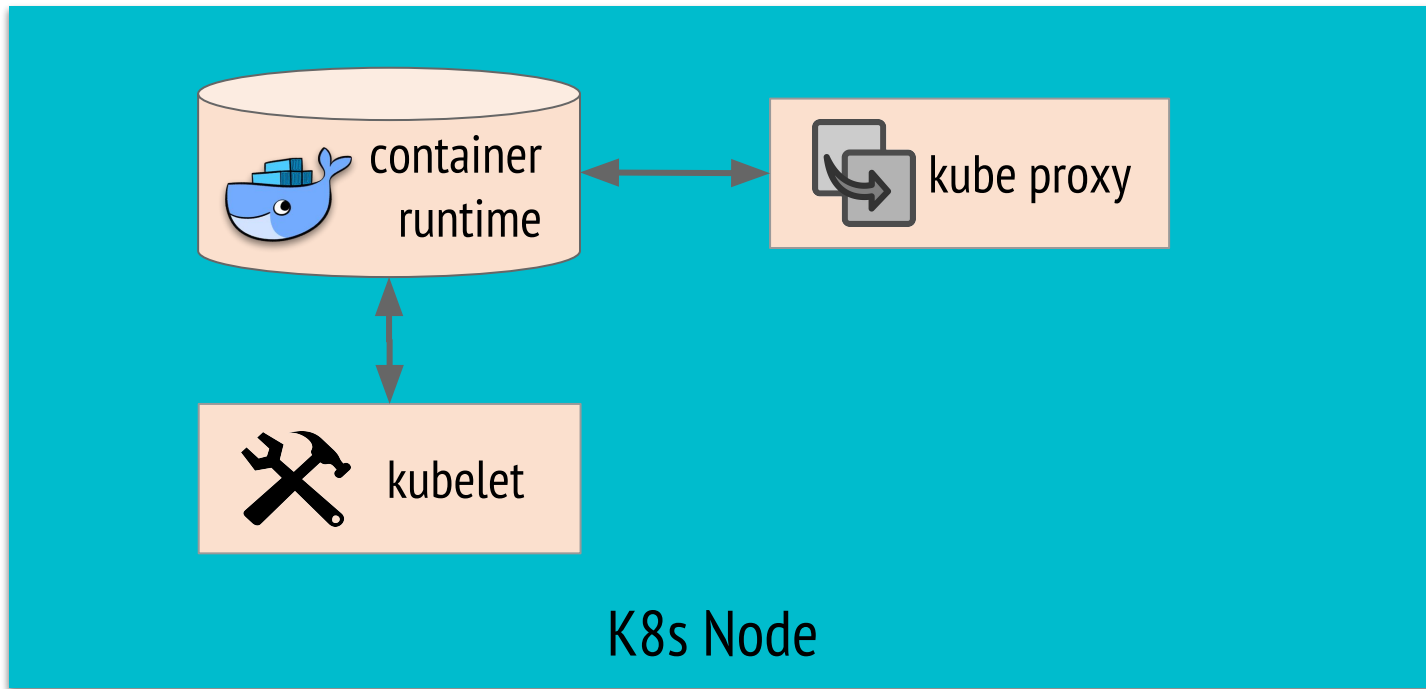 container
runtime
kube proxy
kubelet
K8s Node